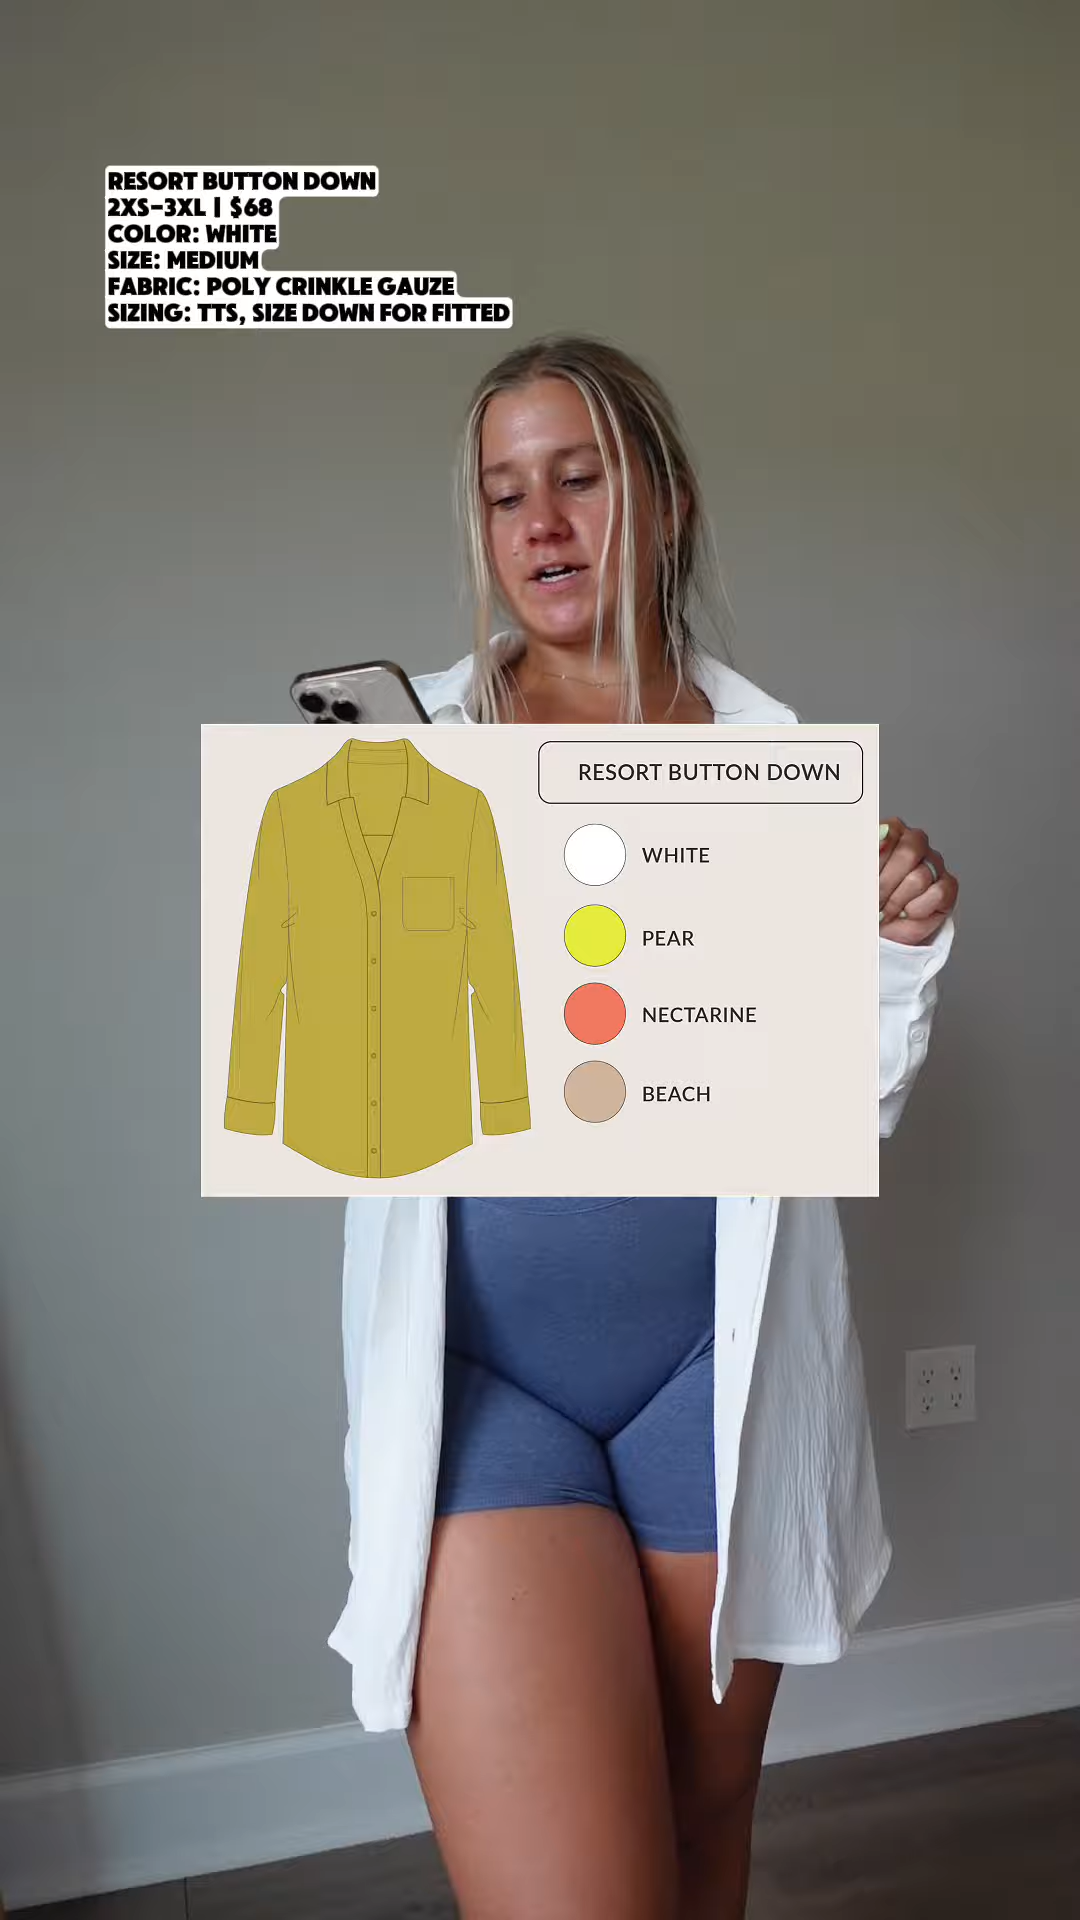 RESORT BUTTON DOWN
2XS-3XL | $68
COLOR: WHITE
SIZE: MEDIUM
FABRIC: POLY CRINKLE GAUZE
SIZING: TTS, SIZE DOWN FOR FITTED
RESORT BUTTON DOWN
WHITE
PEAR
NECTARINE
BEACH